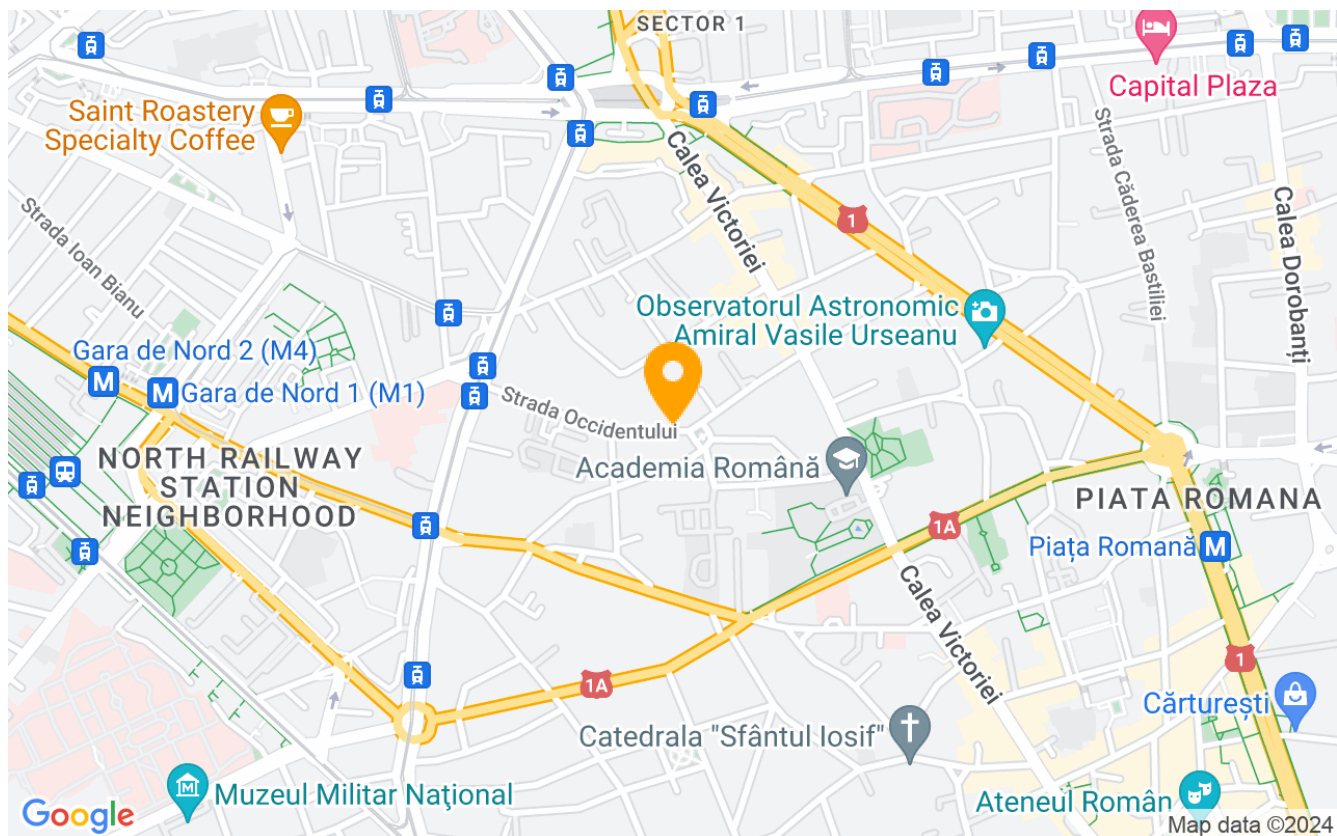 SECTOR 1
Capital Plaza
Saint Roastery
Specialty Coffee
Calea Victoriei
Strada Căderea Bastiliei
Calea Dorobanți
Strada Ioan Bianu
1
Observatorul Astronomic
Amiral Vasile Urseanu
Gara de Nord 2 (M4)
M
M
Gara de Nord 1 (M1)
Strada Occidentului
NORTH RAILWAY
STATION
NEIGHBORHOOD
Academia Română
PIATA ROMANA
1A
Piața Romană
M
Calea Victoriei
1A
1
Cărturești
Catedrala "Sfântul Iosif"
M
Muzeul Militar Naţional
Ateneul Român
Google
Map data ©2024